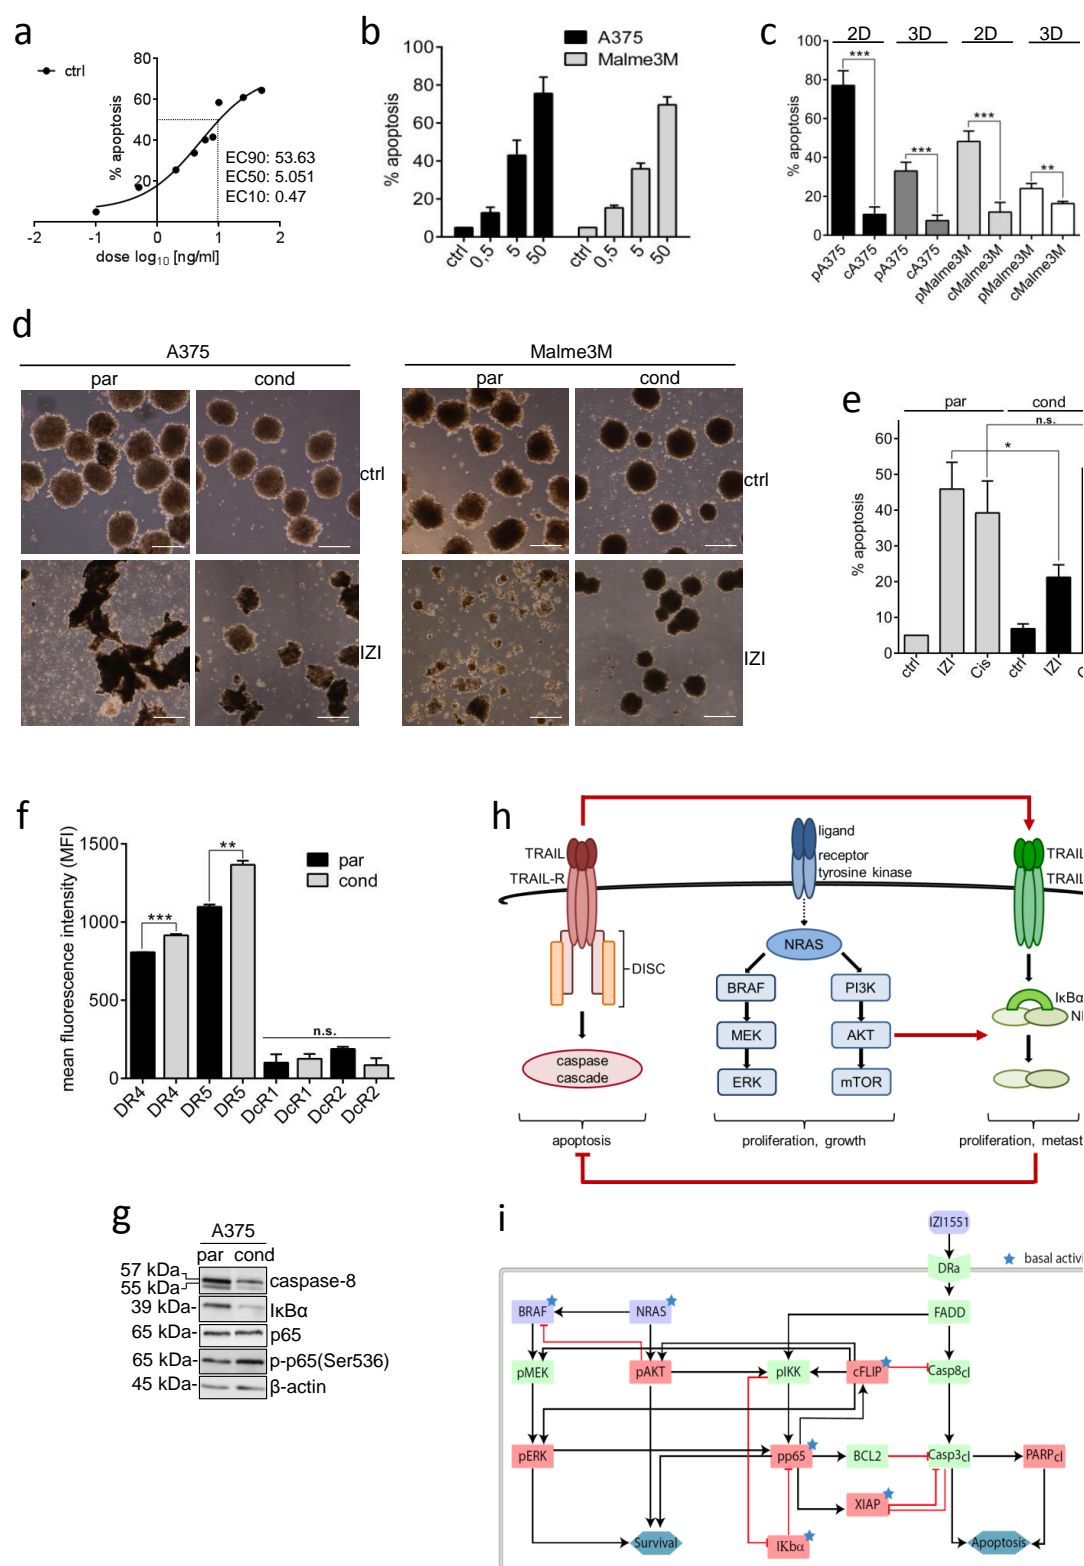 a
ctrl
% apoptosis
80
60
40
20
EC90: 53.63
EC50: 5.051
EC10: 0.47
-2 -1 0 1 2
dose log10 [ng/ml]
b
A375
Malme3M
% apoptosis
100
80
60
40
20
0
ctrl 0,5 5 50 ctrl 0,5 5 50
c
2D 3D 2D 3D
% apoptosis
100
80
60
40
20
0
*** *** *** **
pA375 cA375 pA375 cA375 pMalme3M cMalme3M pMalme3M cMalme3M
d
A375 Malme3M
par cond par cond
ctrl ctrl
IZI IZI
e
par cond
n.s.
*
% apoptosis
60
50
40
30
20
10
0
ctrl IZI Cis ctrl IZI
f
mean fluorescence intensity (MFI)
1500
1000
500
0
par
cond
*** ** n.s.
DR4 DR4 DR5 DR5 DcR1 DcR1 DcR2 DcR2
g
A375
par cond
57 kDa
55 kDa
caspase-8
39 kDa- IκBα
65 kDa- p65
65 kDa- p-p65(Ser536)
45 kDa- β-actin
h
TRAIL
TRAIL-R
ligand
receptor
tyrosine kinase
TRAIL
TRAIL
DISC
NRAS
BRAF PI3K
MEK AKT
ERK mTOR
IκBα
caspase
cascade
apoptosis
proliferation, growth
proliferation, metast
i
IZI1551
basal activi
DRa
BRAF NRAS FADD
pMEK pAKT pIKK cFLIP Casp8cl
pERK pp65 BCL2 Casp3cl PARPcl
XIAP
Survival IKbα Apoptosis